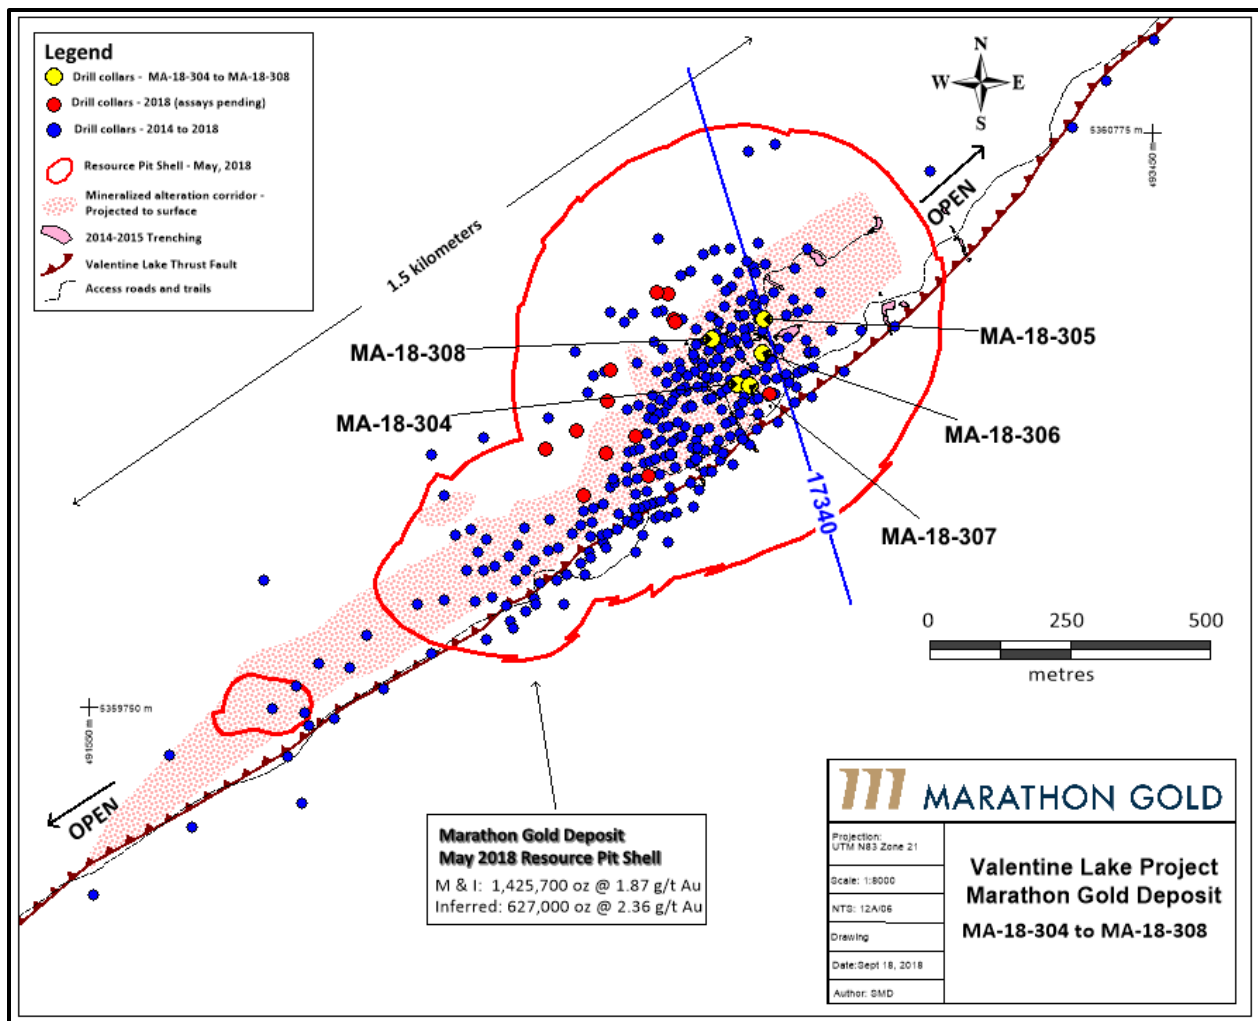 Legend
Drill collars - MA-18-304 to MA-18-308
Drill collars - 2018 (assays pending)
Drill collars - 2014 to 2018
Resource Pit Shell - May, 2018
Mineralized alteration corridor -
Projected to surface
2014-2015 Trenching
Valentine Lake Thrust Fault
Access roads and trails
N
W
E
S
5360775 m
493450 m
OPEN
1.5 kilometers
MA-18-305
MA-18-308
MA-18-304
MA-18-306
17340
MA-18-307
0 250 500
metres
5359750 m
491550 m
OPEN
Marathon Gold Deposit
May 2018 Resource Pit Shell
M & I: 1,425,700 oz @ 1.87 g/t Au
Inferred: 627,000 oz @ 2.36 g/t Au
MARATHON GOLD
Projection:
UTM N83 Zone 21
Scale: 1:8000
NTS: 12A/06
Drawing
Date:Sept 18, 2018
Author: SMD
Valentine Lake Project
Marathon Gold Deposit
MA-18-304 to MA-18-308